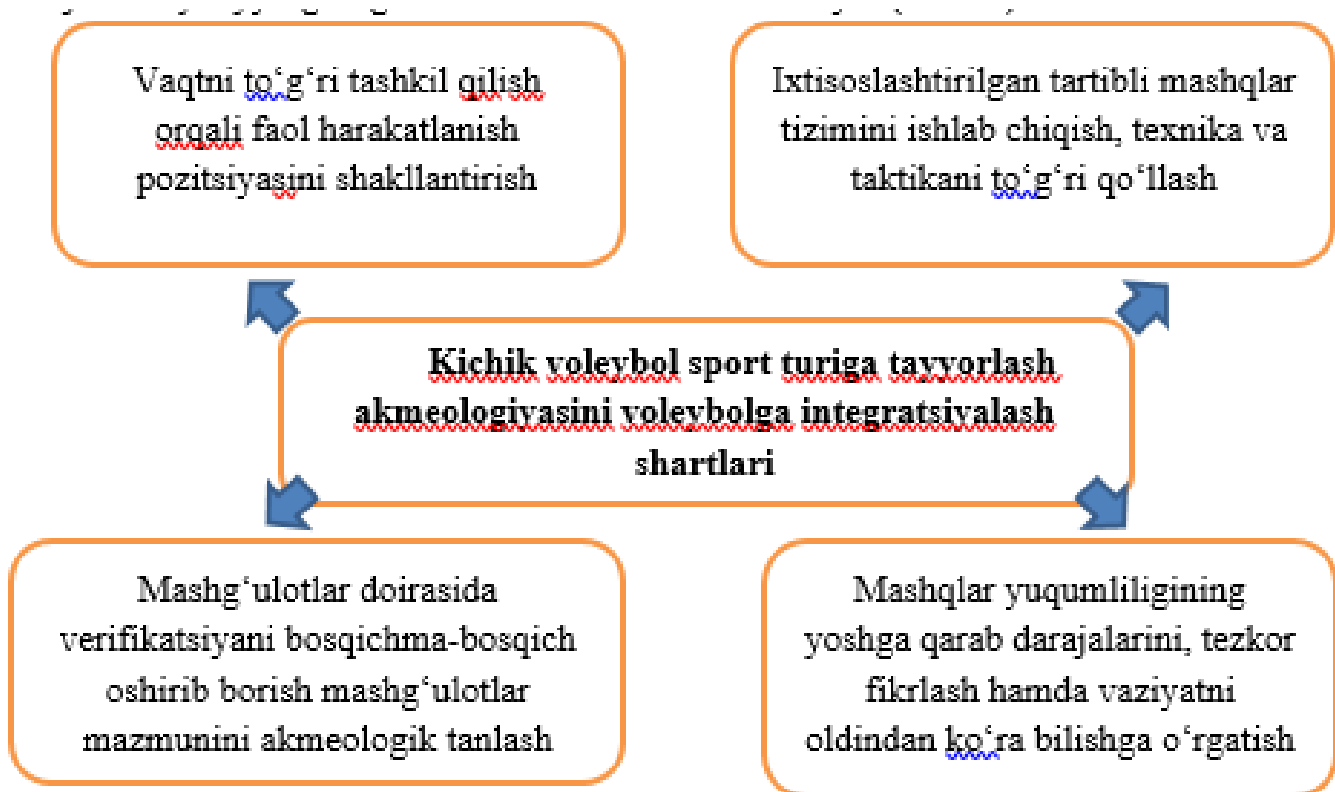 Vaqtni to‘g‘ri tashkil qilish
orqali faol harakatlanish
pozitsiyasini shakllantirish
Ixtisoslashtirilgan tartibli mashqlar
tizimini ishlab chiqish, texnika va
taktikani to‘g‘ri qo‘llash
Kichik voleybol sport turiga tayyorlash
akmeologiyasini voleybolga integratsiyalash
shartlari
Mashg‘ulotlar doirasida
verifikatsiyani bosqichma-bosqich
oshirib borish mashg‘ulotlar
mazmunini akmeologik tanlash
Mashqlar yuqumliligining
yoshga qarab darajalarini, tezkor
fikrlash hamda vaziyatni
oldindan ko‘ra bilishga o‘rgatish